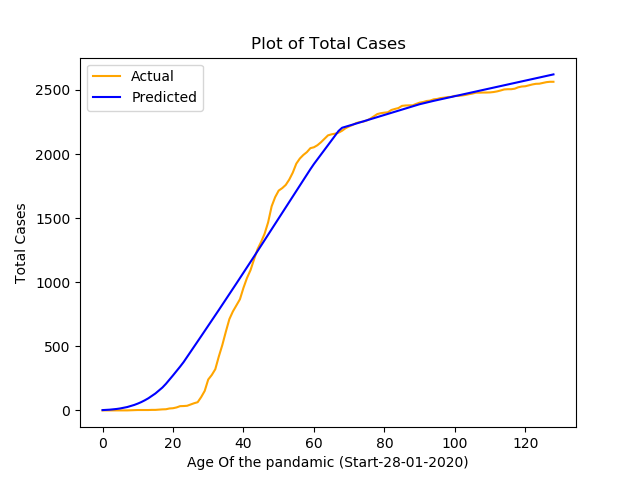 Plot of Total Cases
Actual
Predicted
2500
2000
1500
1000
500
0
Total Cases
0 20 40 60 80 100 120
Age Of the pandamic (Start-28-01-2020)